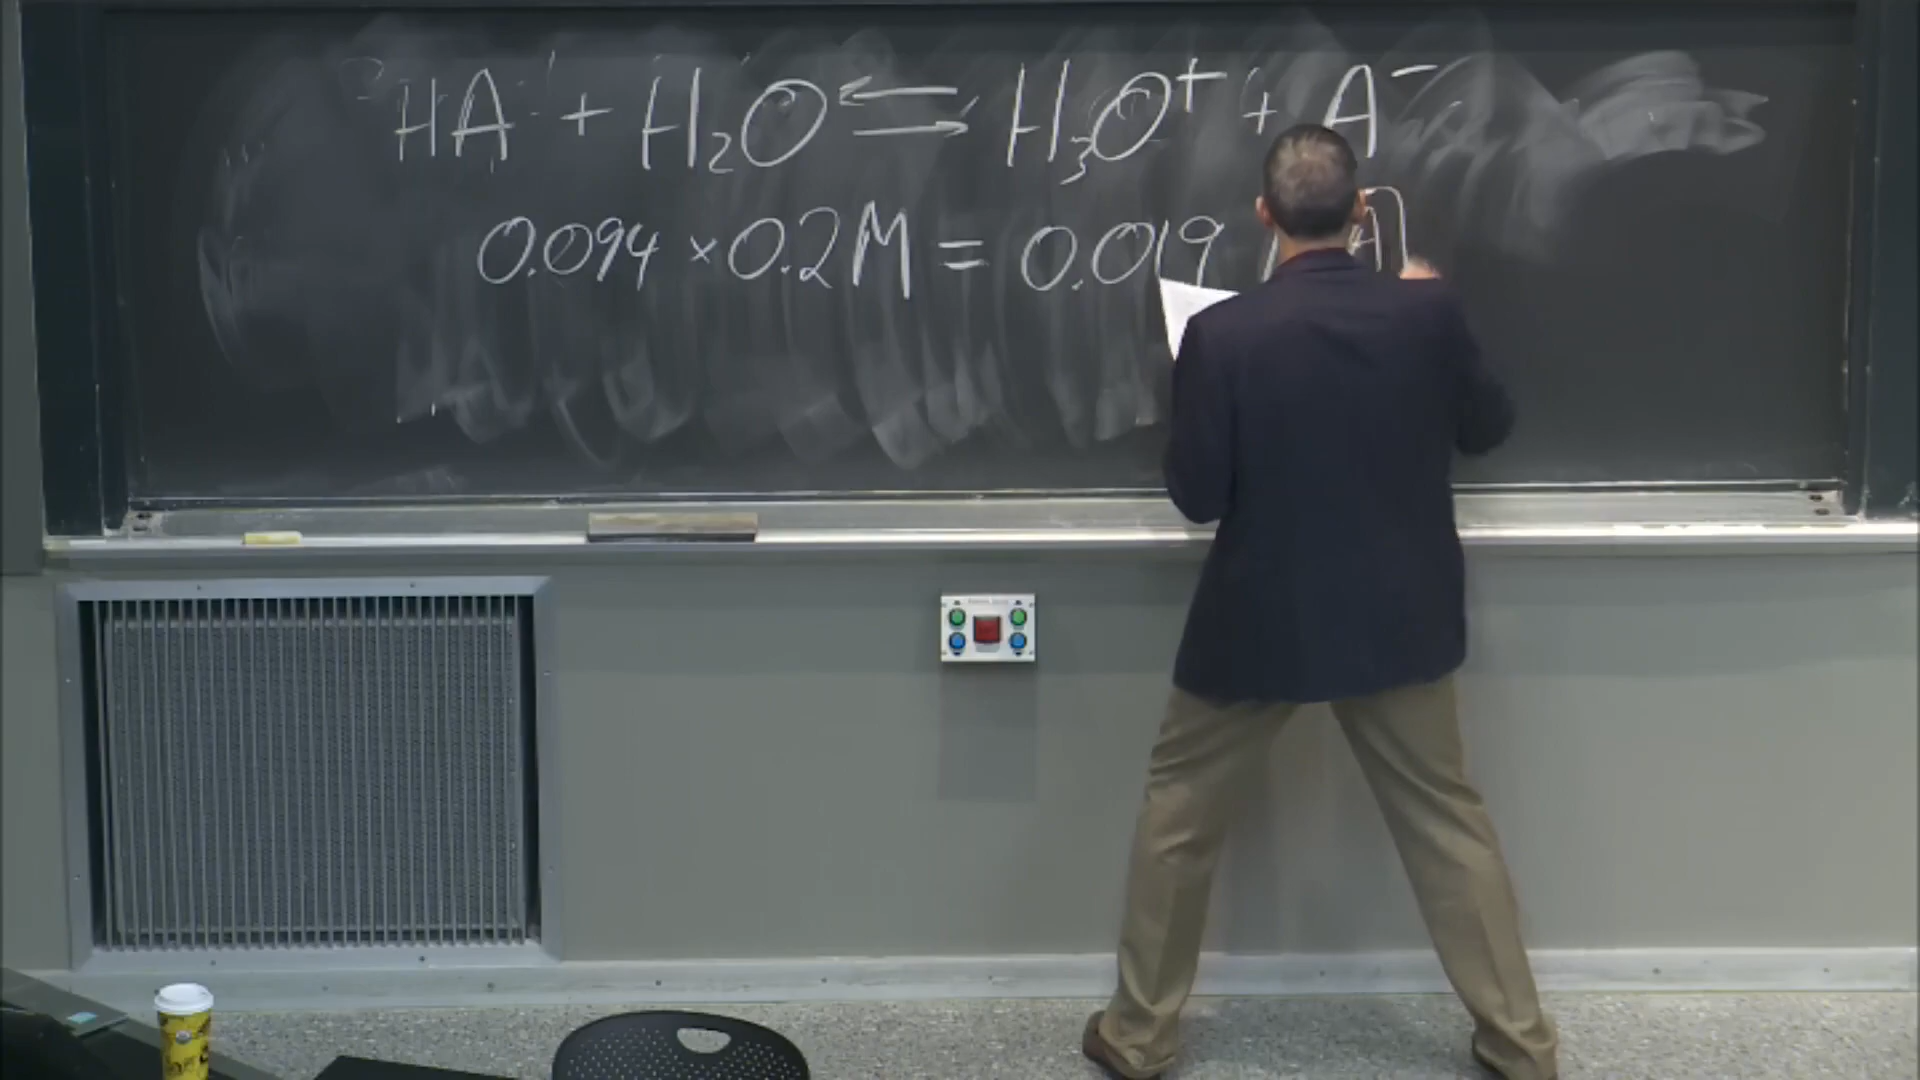 HA + H₂O ⇌ H₃O⁺ + A⁻
0.094 × 0.2M = 0.019